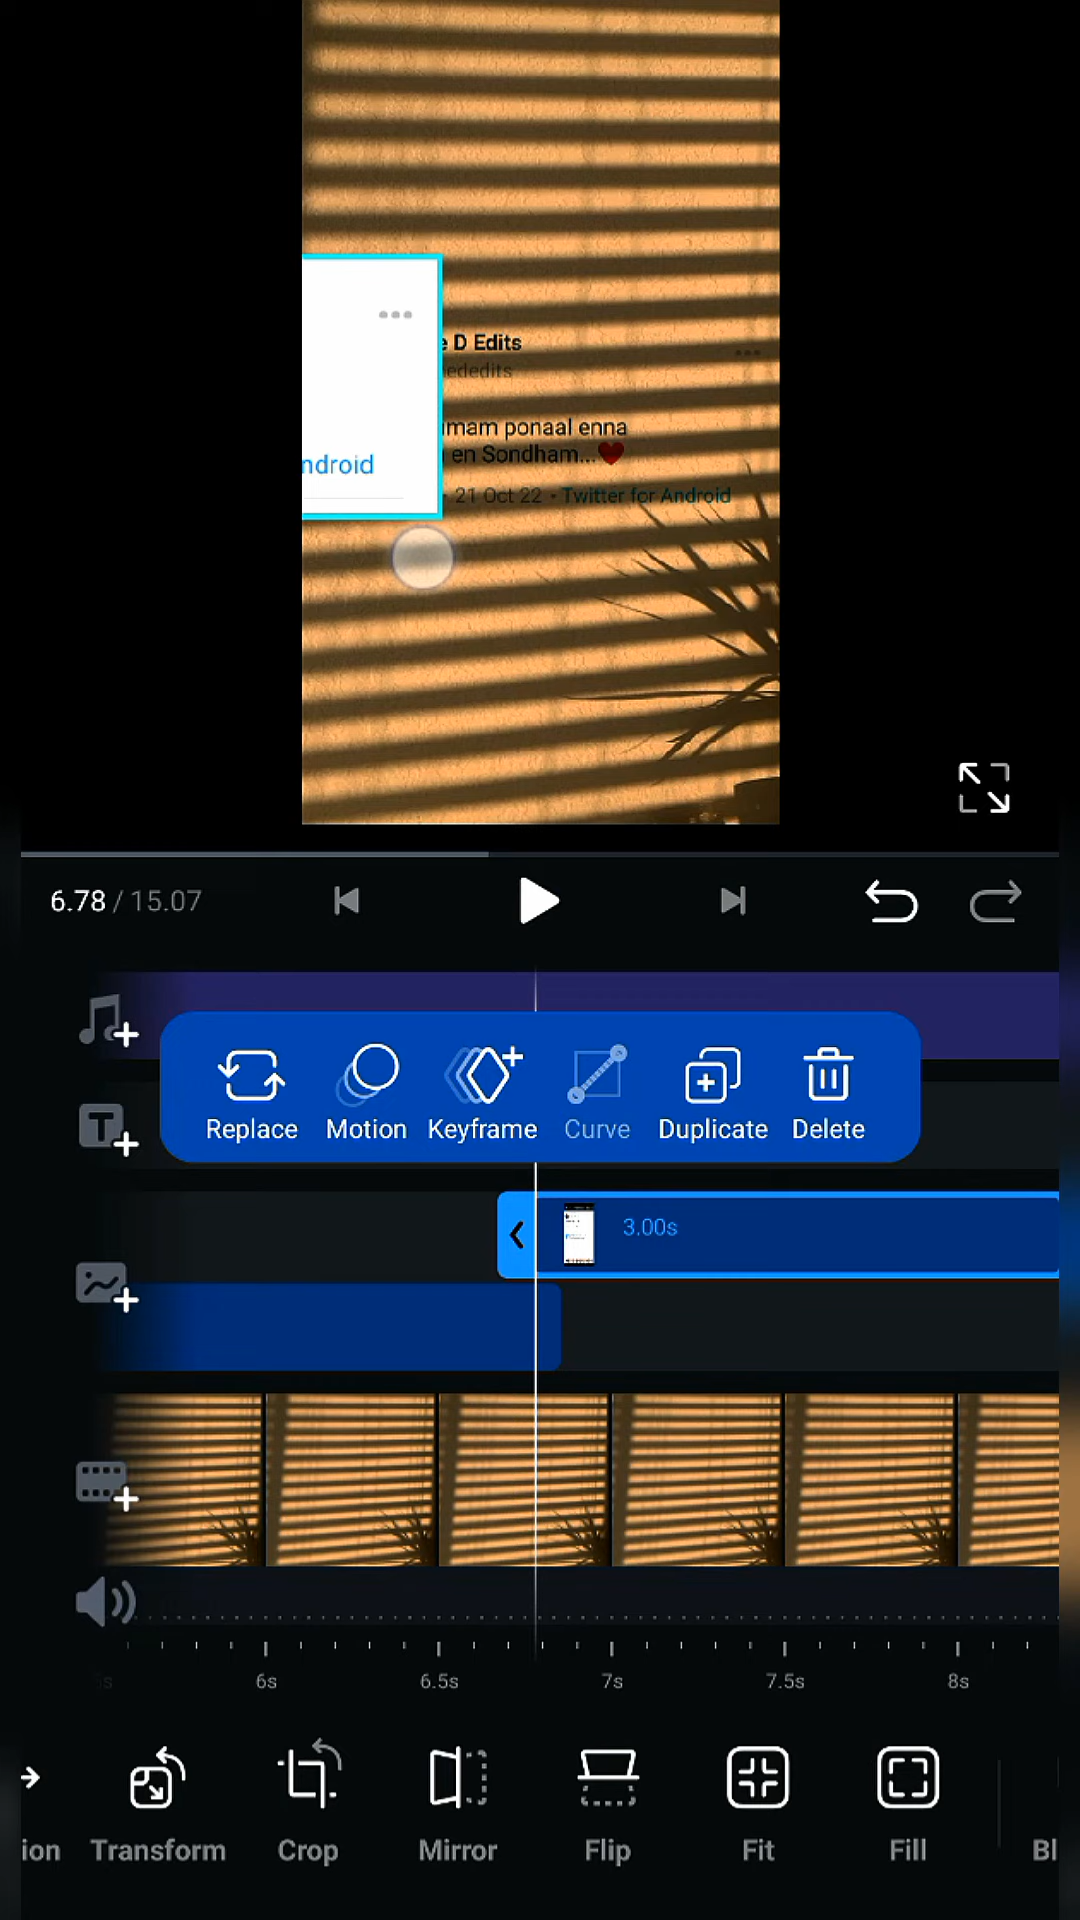 e D Edits
ededits
mam ponaal enna
en Sondham...❤
ndroid
21 Oct 22 · Twitter for Android
6.78 / 15.07
Replace Motion Keyframe Curve Duplicate Delete
3.00s
6s 6.5s 7s 7.5s 8s
ion Transform Crop Mirror Flip Fit Fill Bl